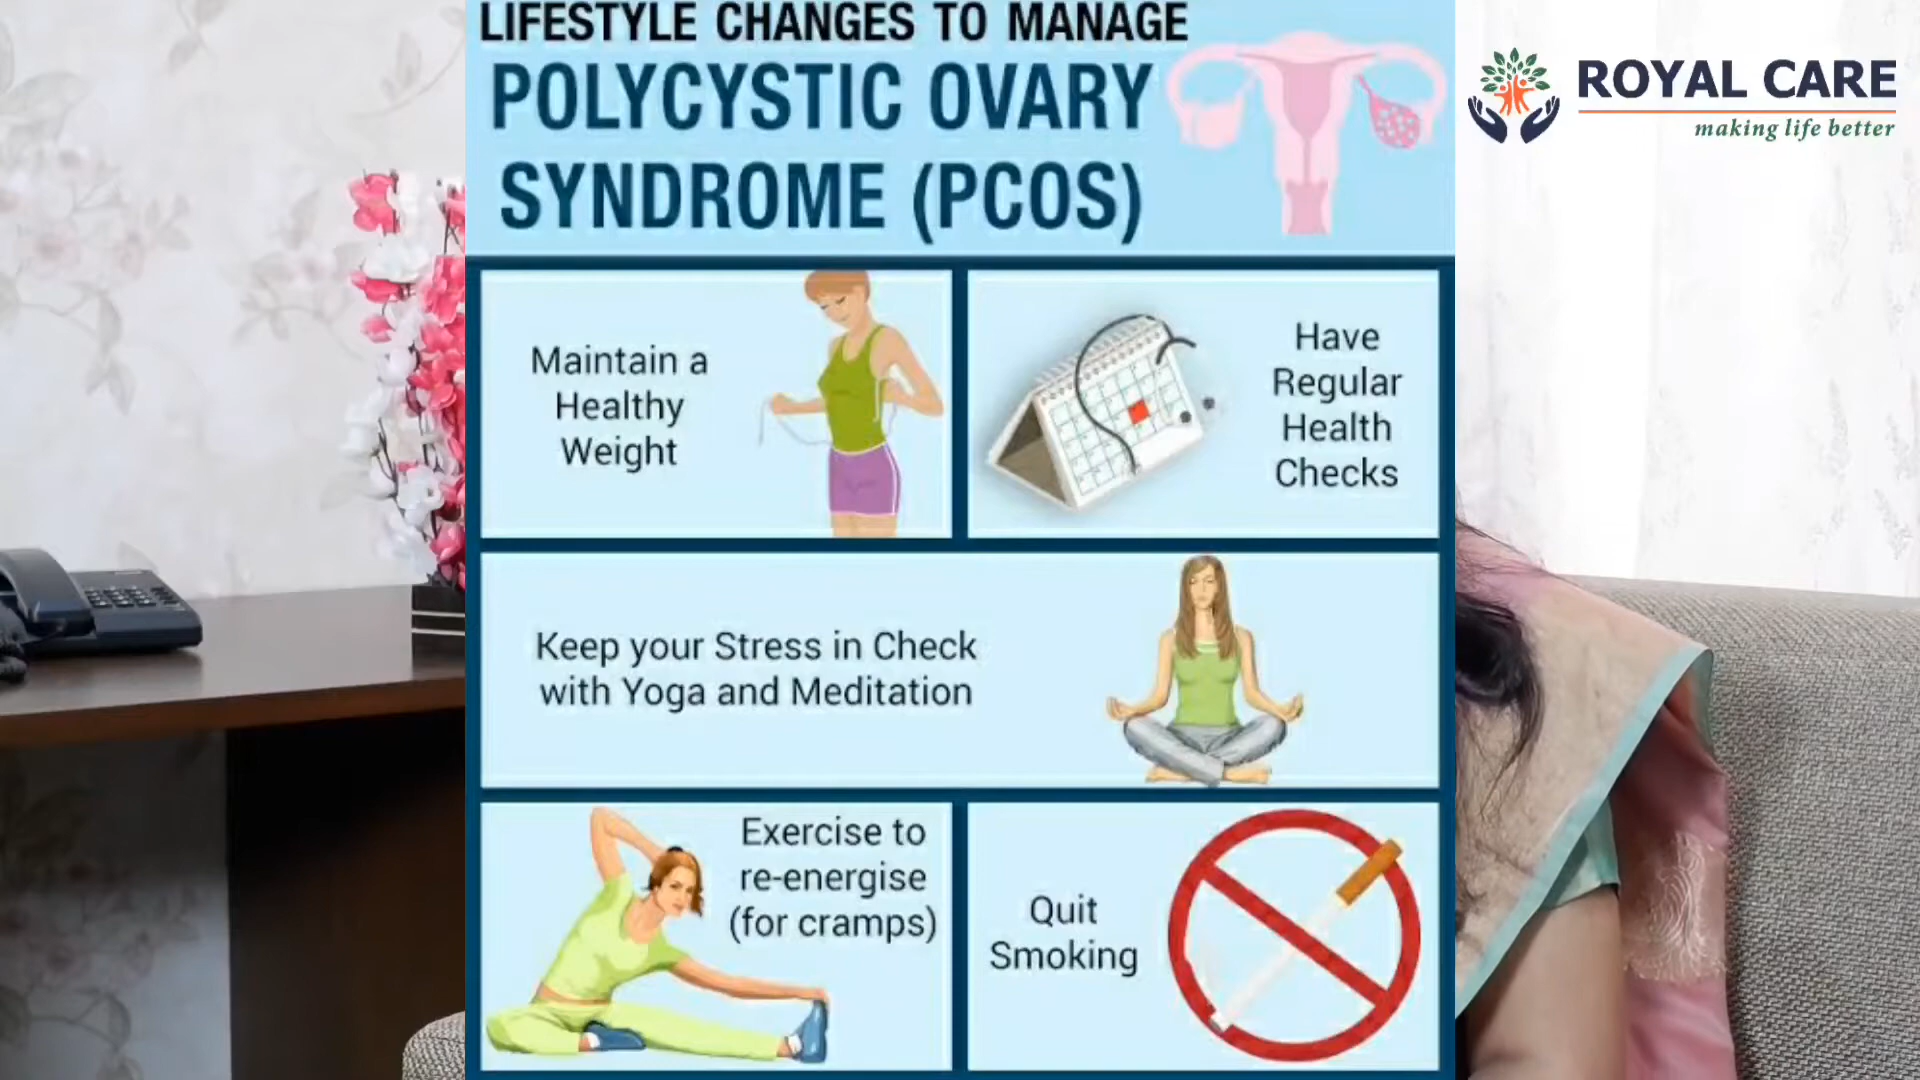 LIFESTYLE CHANGES TO MANAGE
POLYCYSTIC OVARY
SYNDROME (PCOS)
ROYAL CARE
making life better
Maintain a
Healthy
Weight
Have
Regular
Health
Checks
Keep your Stress in Check
with Yoga and Meditation
Exercise to
re-energise
(for cramps)
Quit
Smoking